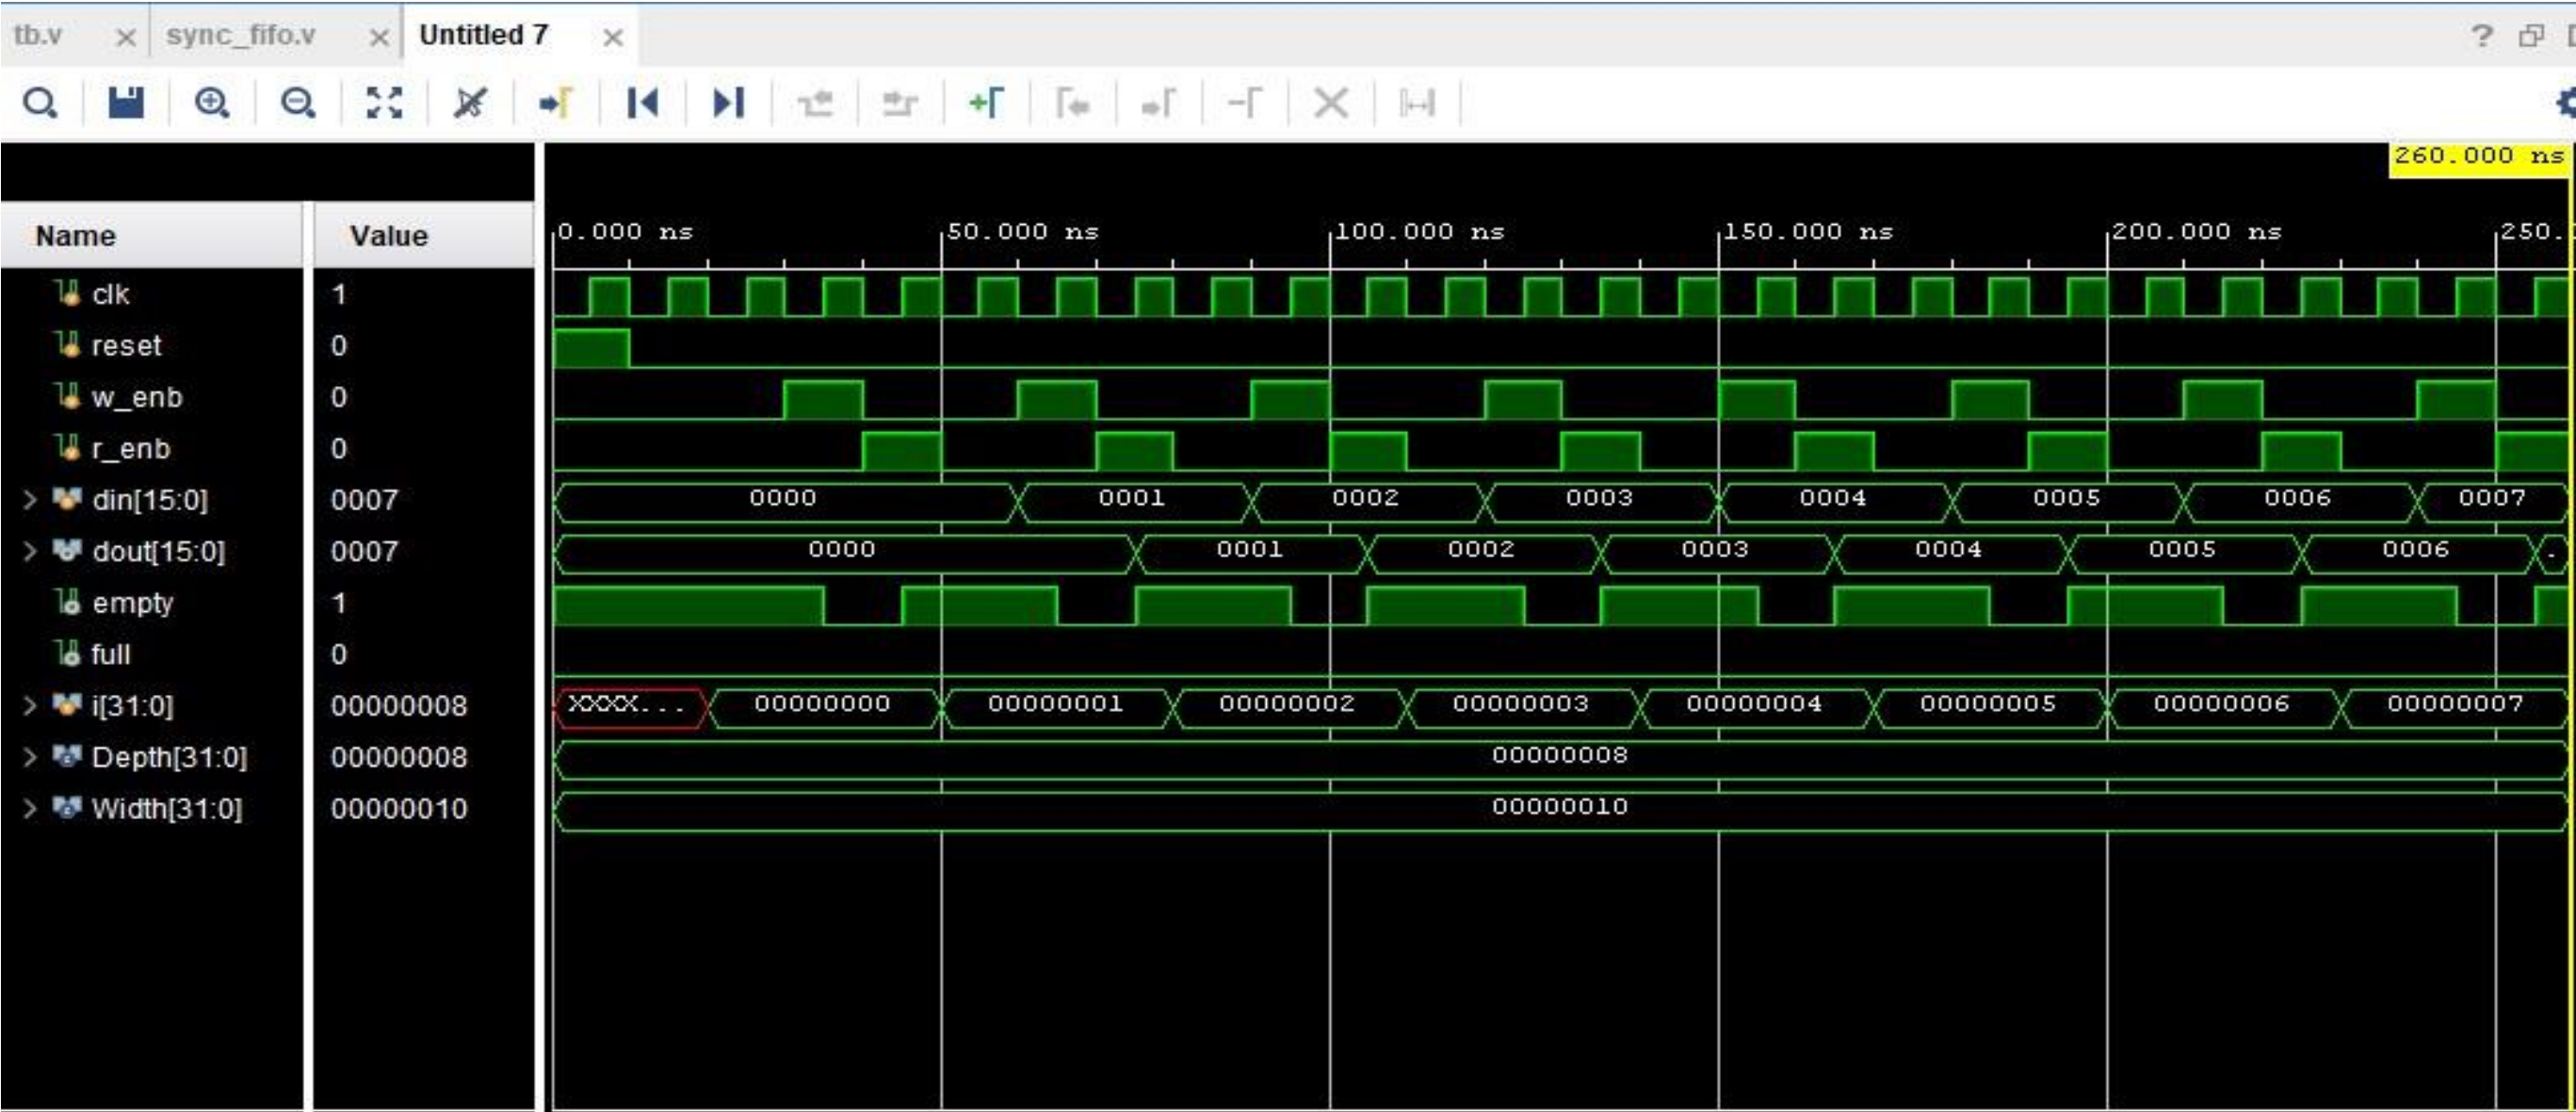 tb.v sync_fifo.v Untitled 7
260.000 ns
Name Value 0.000 ns 50.000 ns 100.000 ns 150.000 ns 200.000 ns 250.
clk 1
reset 0
w_enb 0
r_enb 0
din[15:0] 0007 0000 0001 0002 0003 0004 0005 0006 0007
dout[15:0] 0007 0000 0001 0002 0003 0004 0005 0006 .
empty 1
full 0
i[31:0] 00000008 XXXX... 00000000 00000001 00000002 00000003 00000004 00000005 00000006 00000007
Depth[31:0] 00000008 00000008
Width[31:0] 00000010 00000010